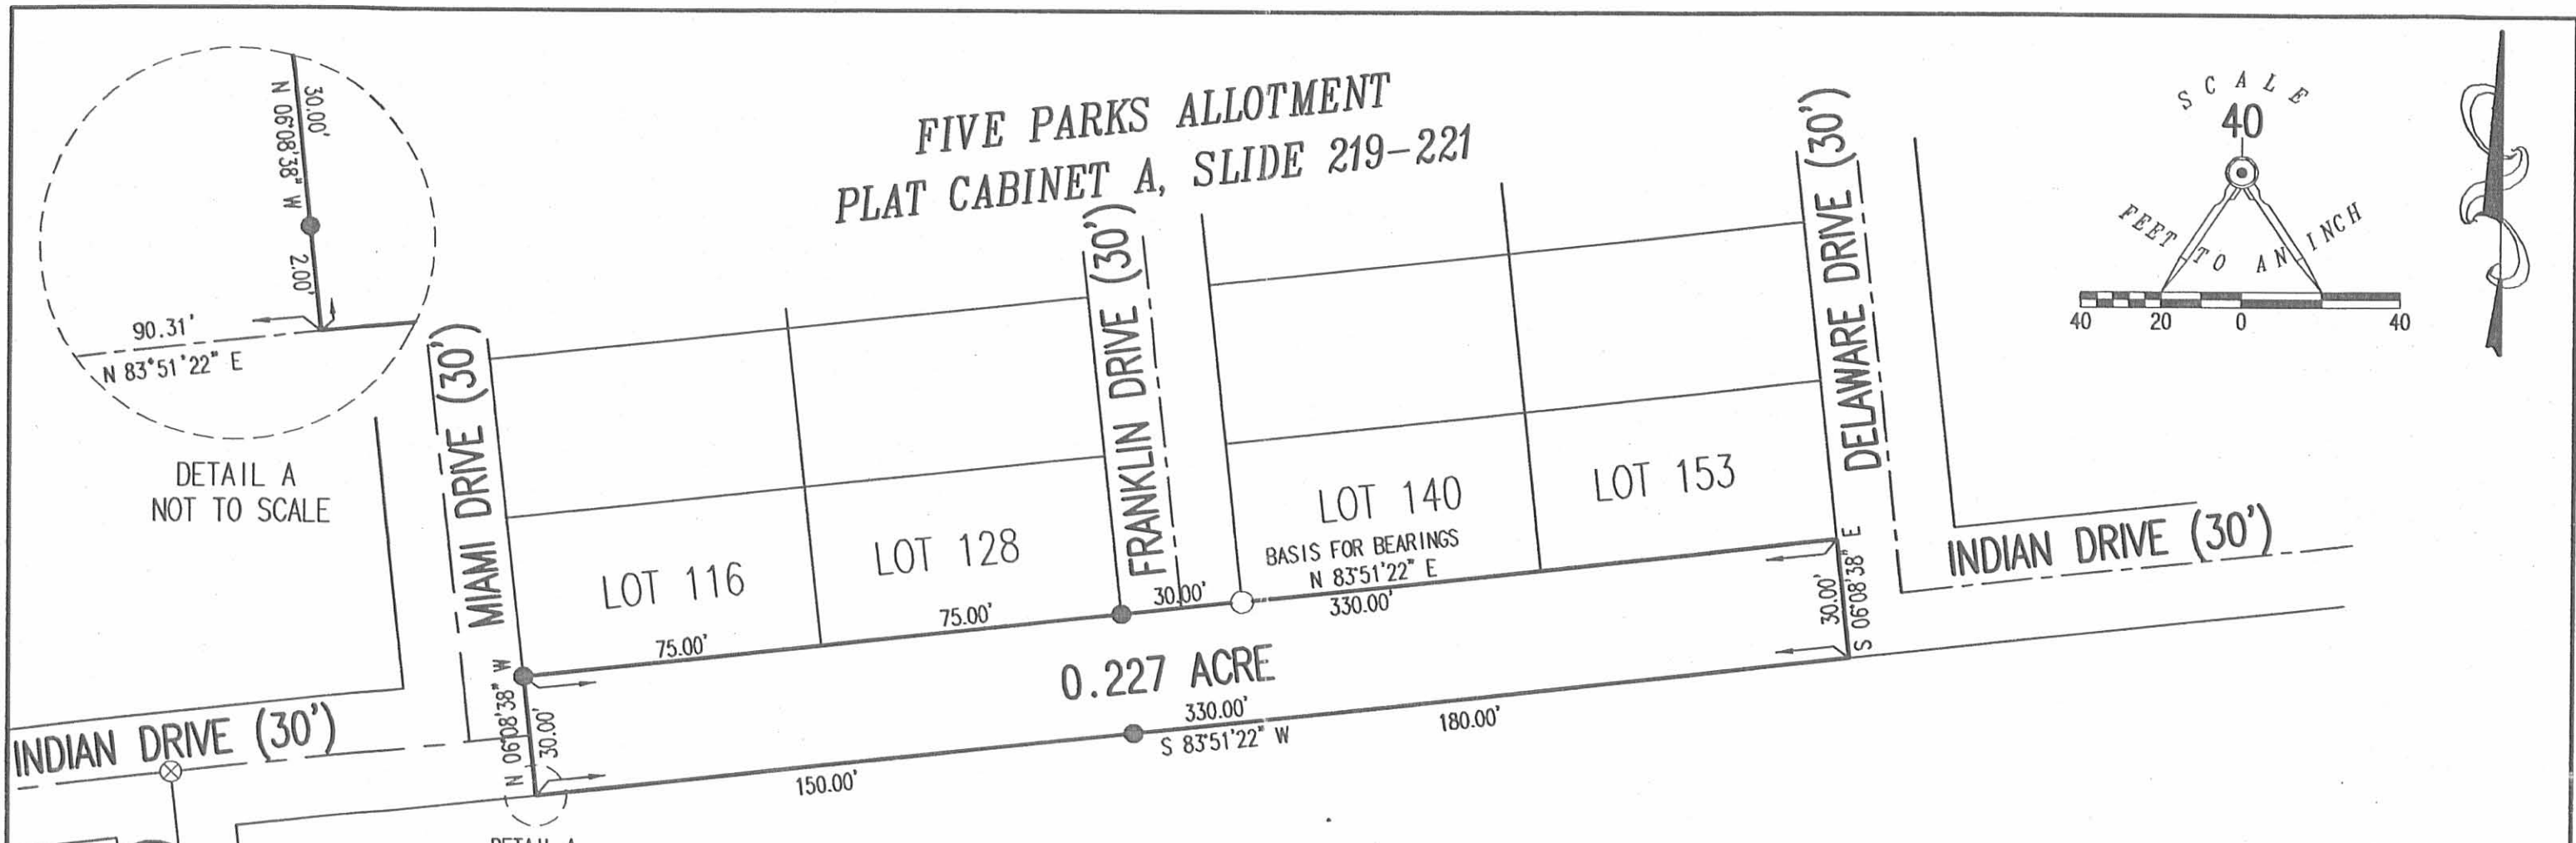 FIVE PARKS ALLOTMENT
PLAT CABINET A, SLIDE 219-221
SCALE
40
FEET TO AN INCH
40 20 0 40
30.00'
N 06°08'38" W
2.00'
90.31'
N 83°51'22" E
DETAIL A
NOT TO SCALE
MIAMI DRIVE (30')
FRANKLIN DRIVE (30')
DELAWARE DRIVE (30')
INDIAN DRIVE (30')
LOT 116
LOT 128
LOT 140
LOT 153
BASIS FOR BEARINGS
N 83°51'22" E
330.00'
75.00'
75.00'
30.00'
30.00'
S 06°08'38" E
0.227 ACRE
330.00'
S 83°51'22" W
180.00'
150.00'
N 06°08'38" W
30.00'
INDIAN DRIVE (30')
DETAIL A